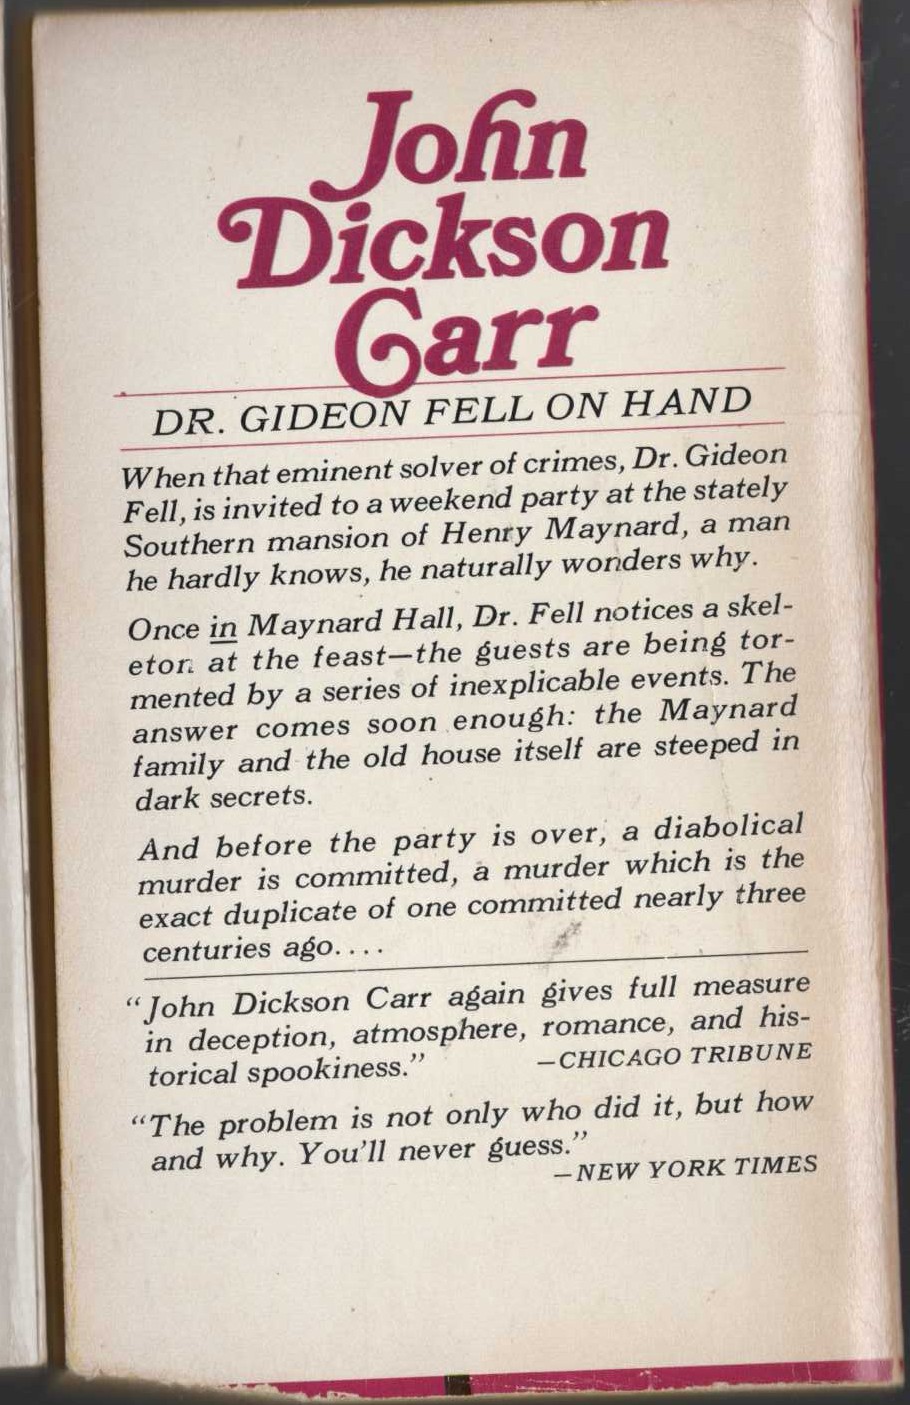 John
Dickson
Carr
DR. GIDEON FELL ON HAND
When that eminent solver of crimes, Dr. Gideon
Fell, is invited to a weekend party at the stately
Southern mansion of Henry Maynard, a man
he hardly knows, he naturally wonders why.
Once in Maynard Hall, Dr. Fell notices a skel-
eton at the feast—the guests are being tor-
mented by a series of inexplicable events. The
answer comes soon enough: the Maynard
family and the old house itself are steeped in
dark secrets.
And before the party is over, a diabolical
murder is committed, a murder which is the
exact duplicate of one committed nearly three
centuries ago....
"John Dickson Carr again gives full measure
in deception, atmosphere, romance, and his-
torical spookiness." —CHICAGO TRIBUNE
"The problem is not only who did it, but how
and why. You'll never guess."
—NEW YORK TIMES